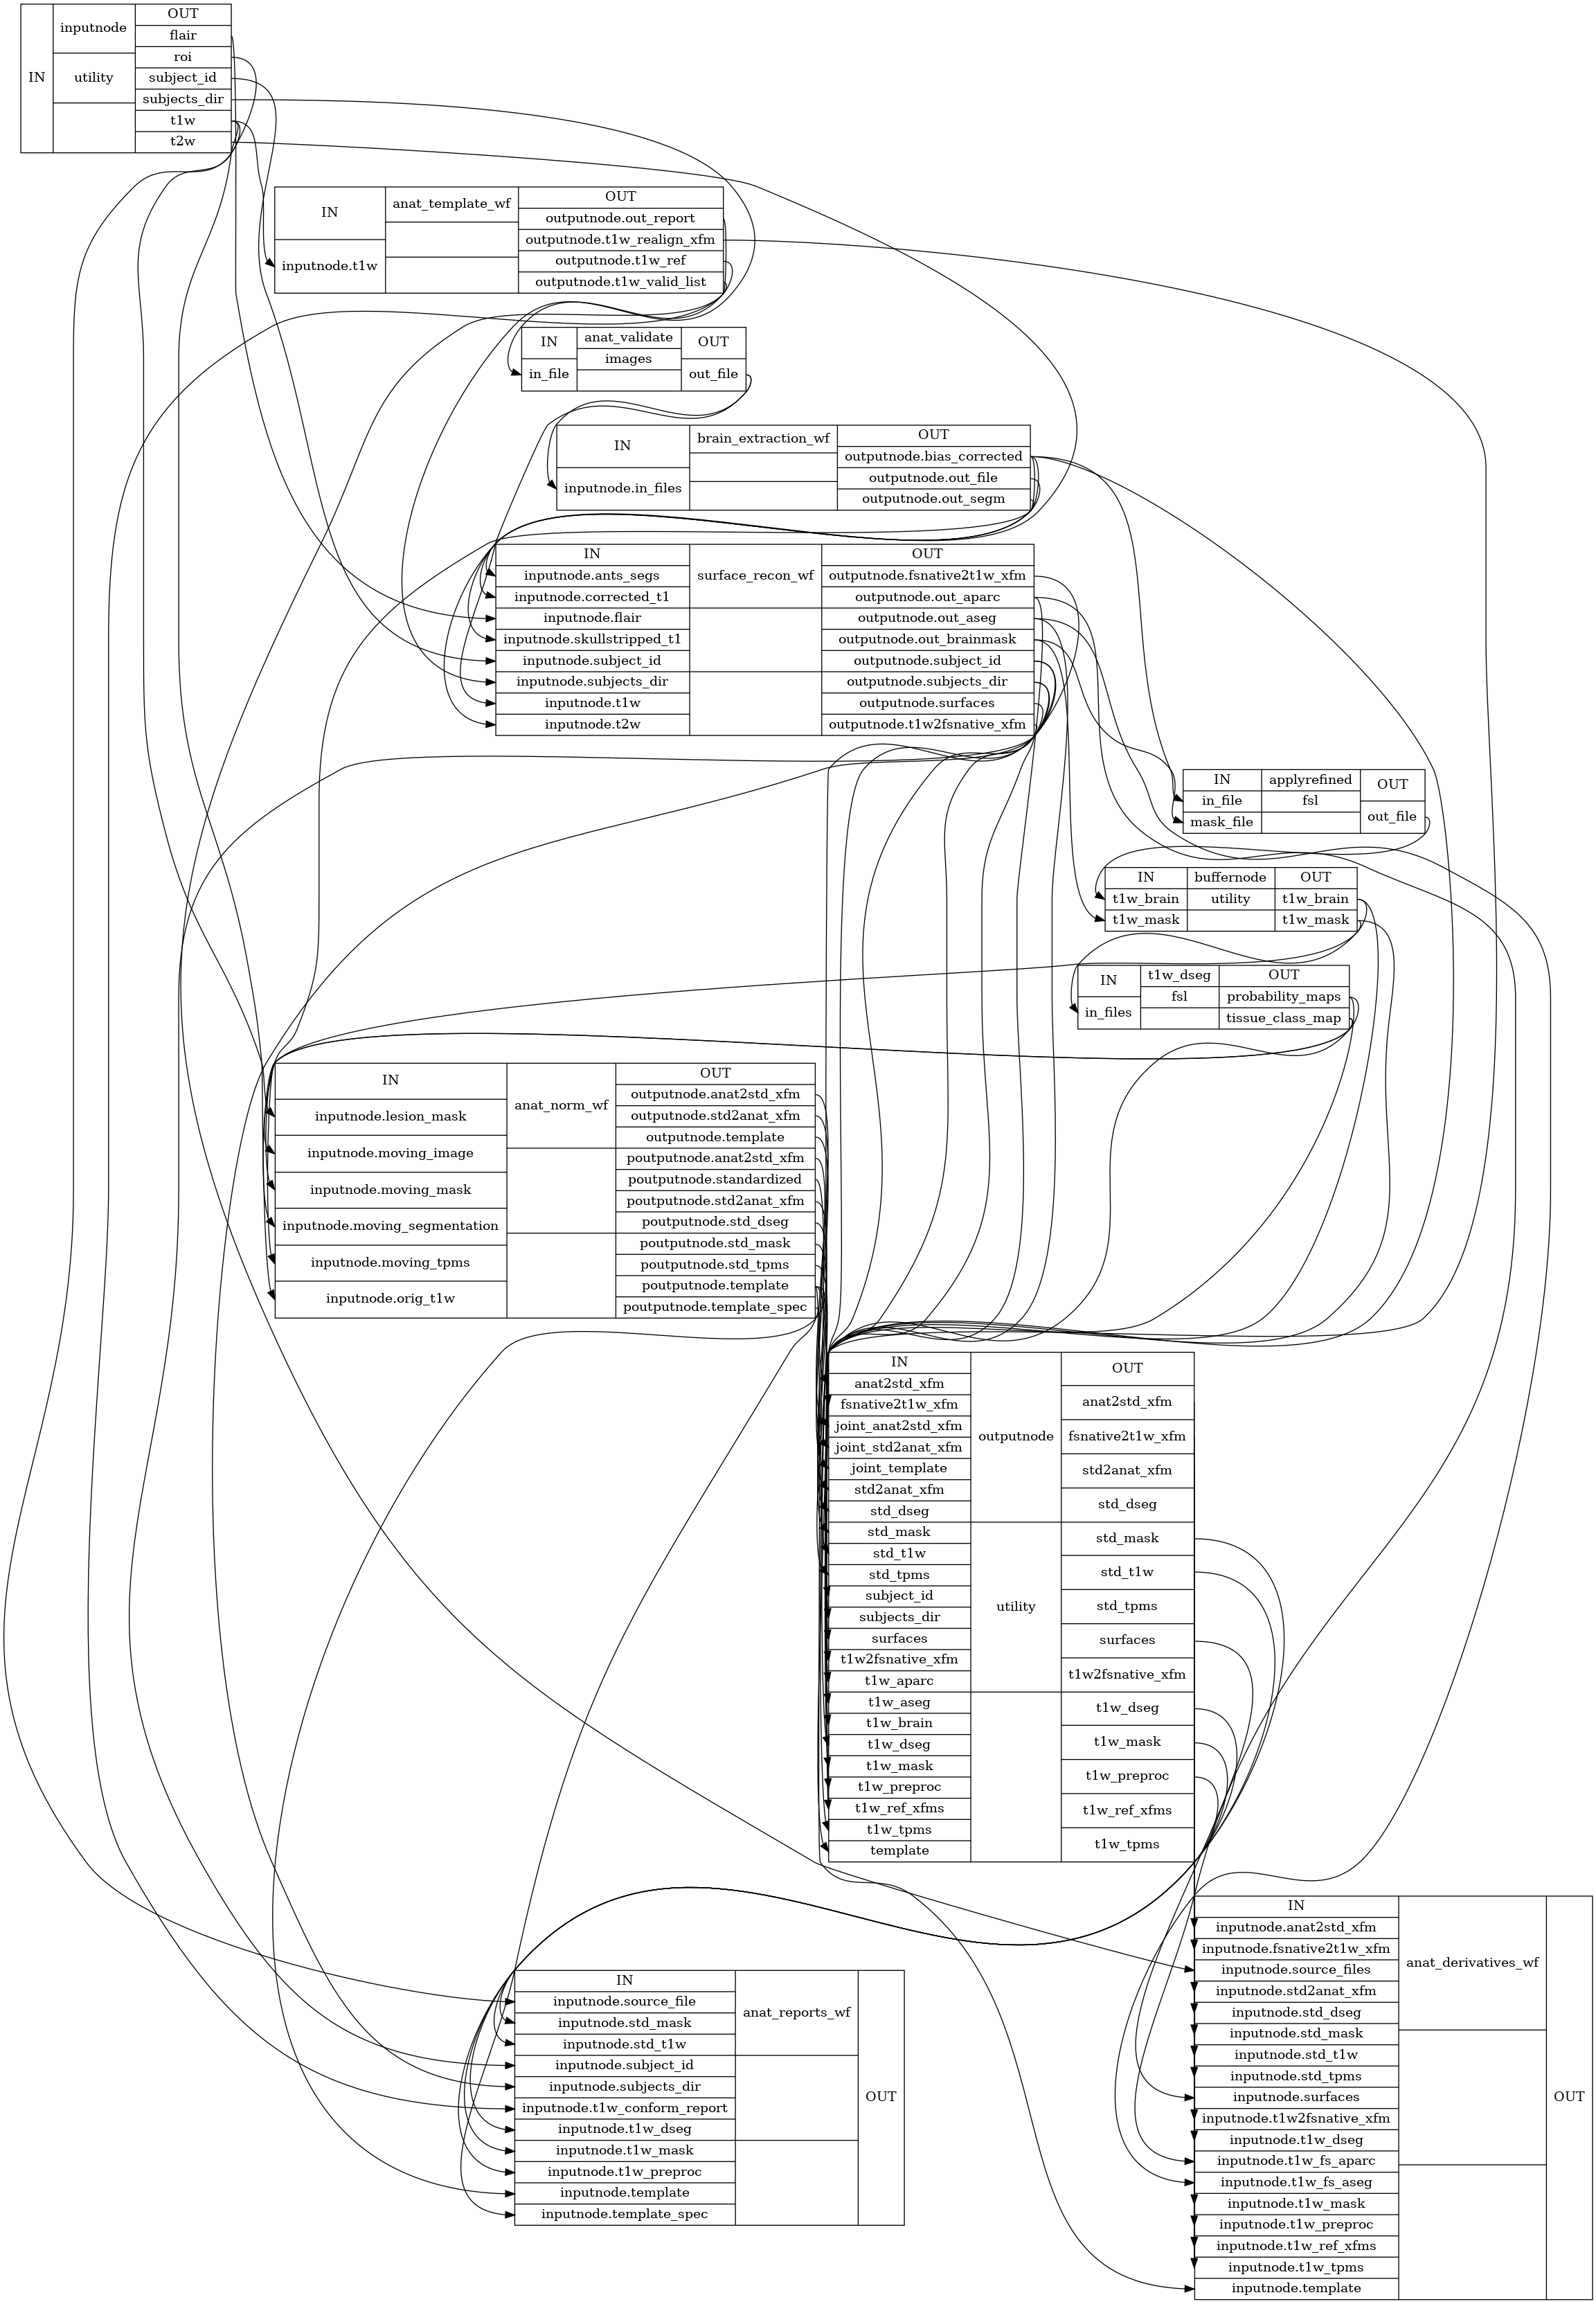 IN
inputnode
utility
OUT
flair
roi
subject_id
subjects_dir
t1w
t2w
IN
inputnode.t1w
anat_template_wf
OUT
outputnode.out_report
outputnode.t1w_realign_xfm
outputnode.t1w_ref
outputnode.t1w_valid_list
IN
in_file
anat_validate
images
OUT
out_file
IN
inputnode.in_files
brain_extraction_wf
OUT
outputnode.bias_corrected
outputnode.out_file
outputnode.out_segm
IN
inputnode.ants_segs
inputnode.corrected_t1
inputnode.flair
inputnode.skullstripped_t1
inputnode.subject_id
inputnode.subjects_dir
inputnode.t1w
inputnode.t2w
surface_recon_wf
OUT
outputnode.fsnative2t1w_xfm
outputnode.out_aparc
outputnode.out_aseg
outputnode.out_brainmask
outputnode.subject_id
outputnode.subjects_dir
outputnode.surfaces
outputnode.t1w2fsnative_xfm
IN
in_file
mask_file
applyrefined
fsl
OUT
out_file
IN
t1w_brain
t1w_mask
buffernode
utility
OUT
t1w_brain
t1w_mask
IN
in_files
t1w_dseg
fsl
OUT
probability_maps
tissue_class_map
IN
inputnode.lesion_mask
inputnode.moving_image
inputnode.moving_mask
inputnode.moving_segmentation
inputnode.moving_tpms
inputnode.orig_t1w
anat_norm_wf
OUT
outputnode.anat2std_xfm
outputnode.std2anat_xfm
outputnode.template
poutputnode.anat2std_xfm
poutputnode.standardized
poutputnode.std2anat_xfm
poutputnode.std_dseg
poutputnode.std_mask
poutputnode.std_tpms
poutputnode.template
poutputnode.template_spec
IN
anat2std_xfm
fsnative2t1w_xfm
joint_anat2std_xfm
joint_std2anat_xfm
joint_template
std2anat_xfm
std_dseg
std_mask
std_t1w
std_tpms
subject_id
subjects_dir
surfaces
t1w2fsnative_xfm
t1w_aparc
t1w_aseg
t1w_brain
t1w_dseg
t1w_mask
t1w_preproc
t1w_ref_xfms
t1w_tpms
template
outputnode
utility
OUT
anat2std_xfm
fsnative2t1w_xfm
std2anat_xfm
std_dseg
std_mask
std_t1w
std_tpms
surfaces
t1w2fsnative_xfm
t1w_dseg
t1w_mask
t1w_preproc
t1w_ref_xfms
t1w_tpms
IN
inputnode.anat2std_xfm
inputnode.fsnative2t1w_xfm
inputnode.source_files
inputnode.std2anat_xfm
inputnode.std_dseg
inputnode.std_mask
inputnode.std_t1w
inputnode.std_tpms
inputnode.surfaces
inputnode.t1w2fsnative_xfm
inputnode.t1w_dseg
inputnode.t1w_fs_aparc
inputnode.t1w_fs_aseg
inputnode.t1w_mask
inputnode.t1w_preproc
inputnode.t1w_ref_xfms
inputnode.t1w_tpms
inputnode.template
anat_derivatives_wf
OUT
IN
inputnode.source_file
inputnode.std_mask
inputnode.std_t1w
inputnode.subject_id
inputnode.subjects_dir
inputnode.t1w_conform_report
inputnode.t1w_dseg
inputnode.t1w_mask
inputnode.t1w_preproc
inputnode.template
inputnode.template_spec
anat_reports_wf
OUT